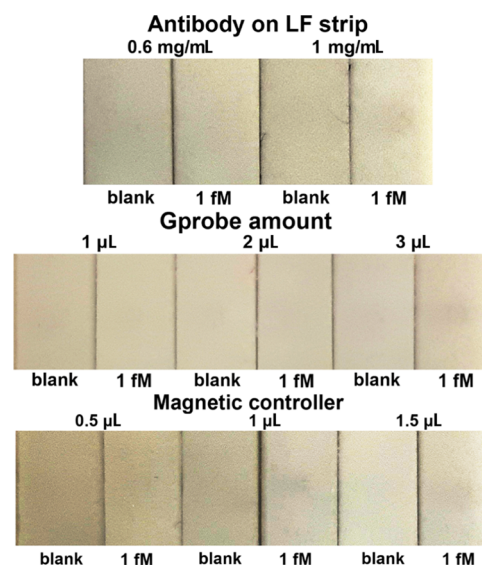 Antibody on LF strip
0.6 mg/mL 1 mg/mL
blank 1 fM blank 1 fM
Gprobe amount
1 µL 2 µL 3 µL
blank 1 fM blank 1 fM blank 1 fM
Magnetic controller
0.5 µL 1 µL 1.5 µL
blank 1 fM blank 1 fM blank 1 fM